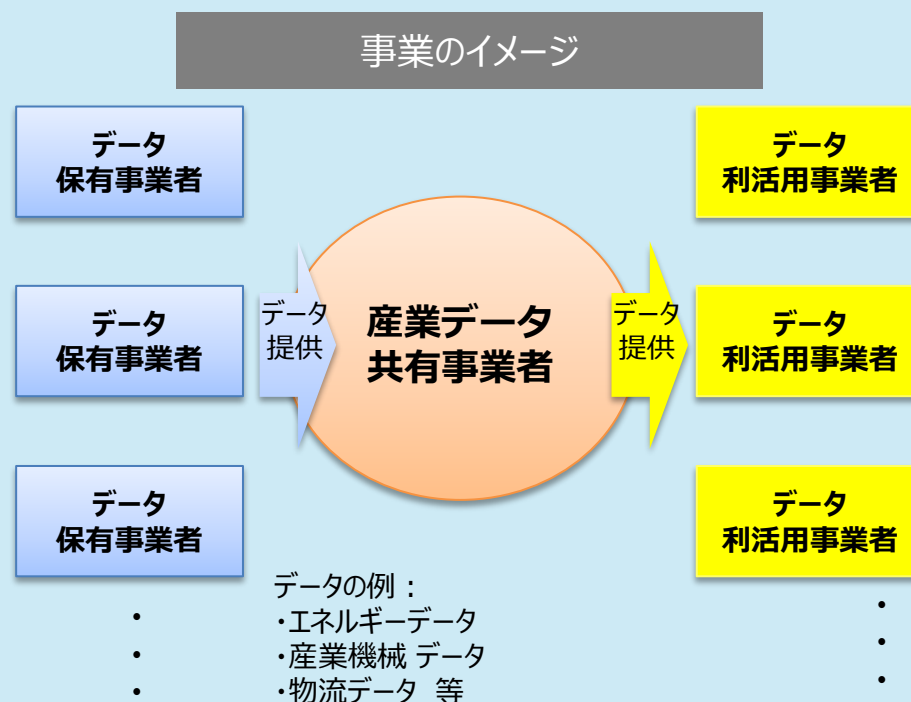 事業のイメージ
データ
保有事業者
データ
保有事業者
データ
保有事業者
・
・
・
データ
提供
産業データ
共有事業者
データ
提供
データ
利活用事業者
データ
利活用事業者
データ
利活用事業者
・
・
・
データの例：
・エネルギーデータ
・産業機械 データ
・物流データ 等